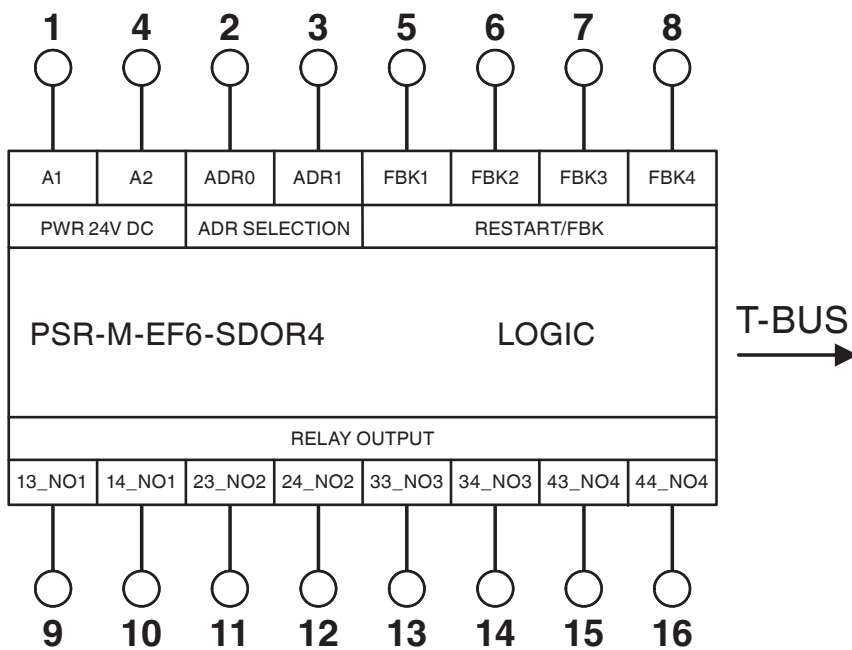 1 4 2 3 5 6 7 8
A1 A2 ADR0 ADR1 FBK1 FBK2 FBK3 FBK4
PWR 24V DC ADR SELECTION RESTART/FBK
PSR-M-EF6-SDOR4 LOGIC T-BUS
RELAY OUTPUT
13_NO1 14_NO1 23_NO2 24_NO2 33_NO3 34_NO3 43_NO4 44_NO4
9 10 11 12 13 14 15 16